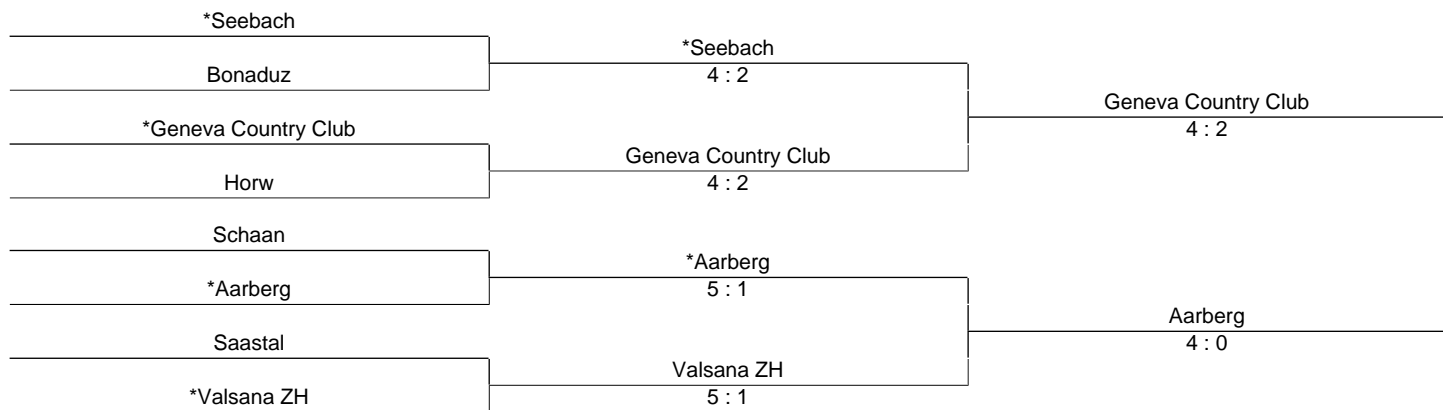 *Seebach
Bonaduz
*Geneva Country Club
Horw
Schaan
*Aarberg
Saastal
*Valsana ZH
*Seebach
4 : 2
Geneva Country Club
4 : 2
*Aarberg
5 : 1
Valsana ZH
5 : 1
Geneva Country Club
4 : 2
Aarberg
4 : 0